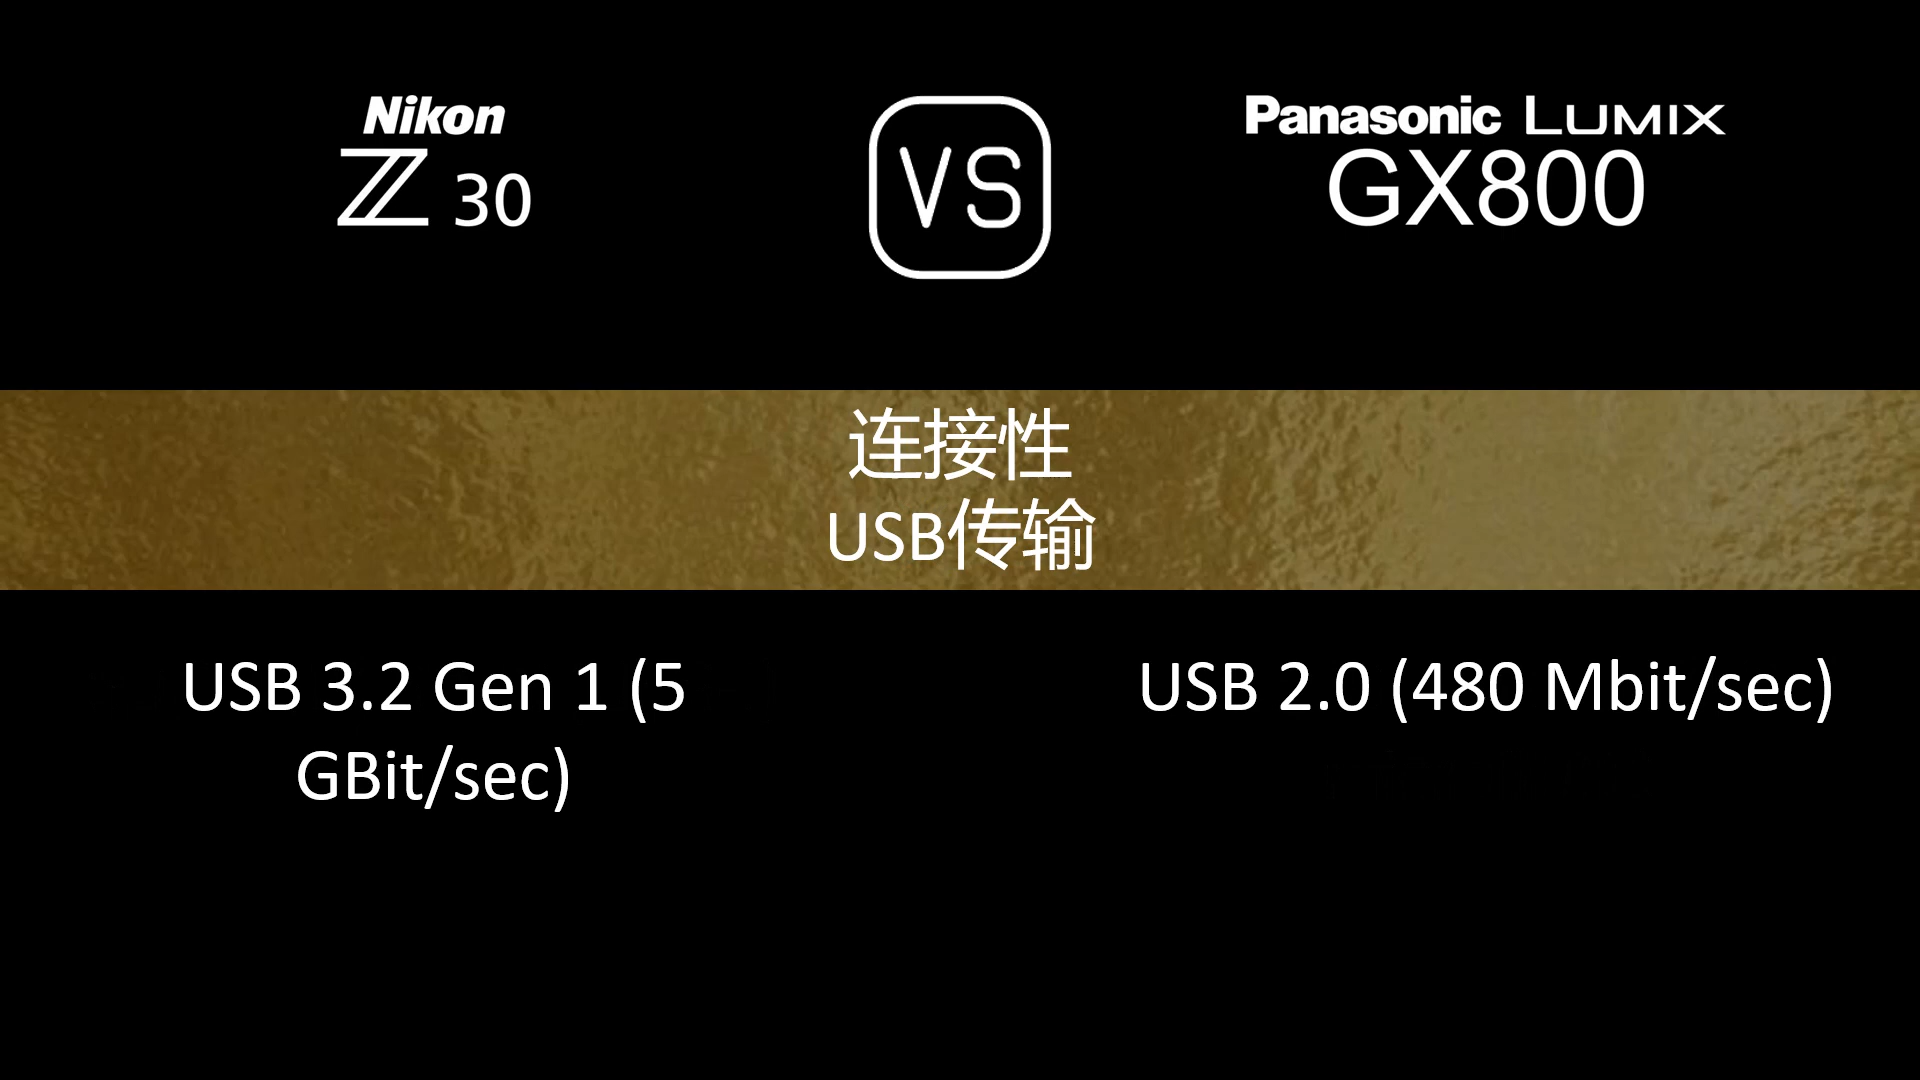 Nikon
Z 30
VS
Panasonic LUMIX
GX800
连接性
USB传输
USB 3.2 Gen 1 (5
GBit/sec)
USB 2.0 (480 Mbit/sec)